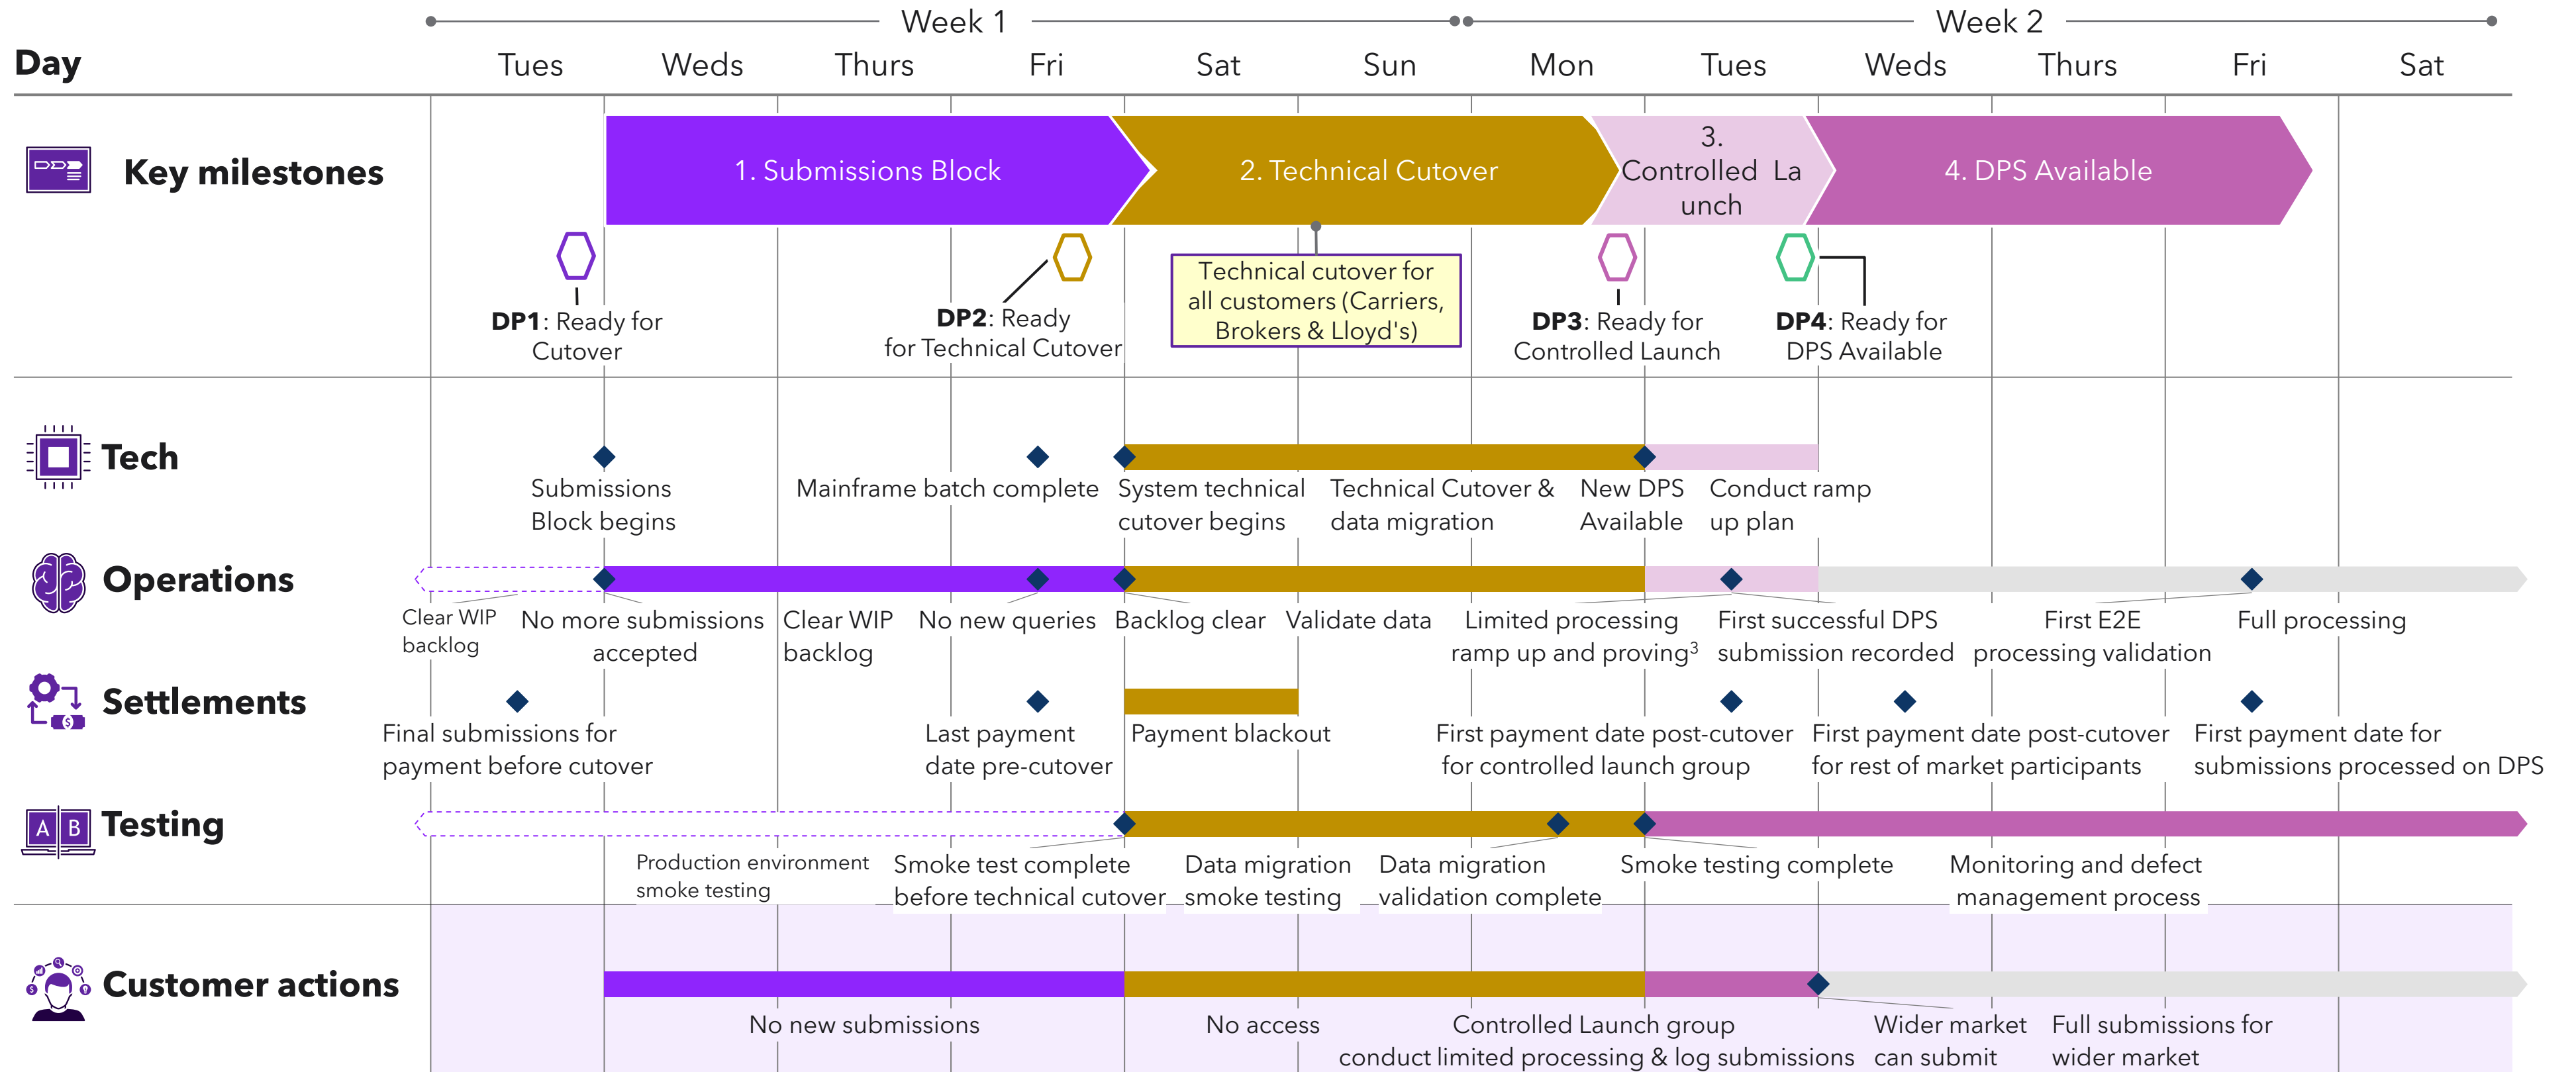 Week 1
Week 2
Day
Tues
Weds
Thurs
Fri
Sat
Sun
Mon
Tues
Weds
Thurs
Fri
Sat
Key milestones
1. Submissions Block
2. Technical Cutover
3.
Controlled La
unch
4. DPS Available
DP1: Ready for
Cutover
DP2: Ready
for Technical Cutover
Technical cutover for
all customers (Carriers,
Brokers & Lloyd's)
DP3: Ready for
Controlled Launch
DP4: Ready for
DPS Available
Tech
Submissions
Block begins
Mainframe batch complete
System technical
cutover begins
Technical Cutover &
data migration
New DPS
Available
Conduct ramp
up plan
Operations
Clear WIP
backlog
No more submissions
accepted
Clear WIP
backlog
No new queries
Backlog clear
Validate data
Limited processing
ramp up and proving³
First successful DPS
submission recorded
First E2E
processing validation
Full processing
Settlements
Final submissions for
payment before cutover
Last payment
date pre-cutover
Payment blackout
First payment date post-cutover
for controlled launch group
First payment date post-cutover
for rest of market participants
First payment date for
submissions processed on DPS
A B
Testing
Production environment
smoke testing
Smoke test complete
before technical cutover
Data migration
smoke testing
Data migration
validation complete
Smoke testing complete
Monitoring and defect
management process
Customer actions
No new submissions
No access
Controlled Launch group
conduct limited processing & log submissions
Wider market
can submit
Full submissions for
wider market